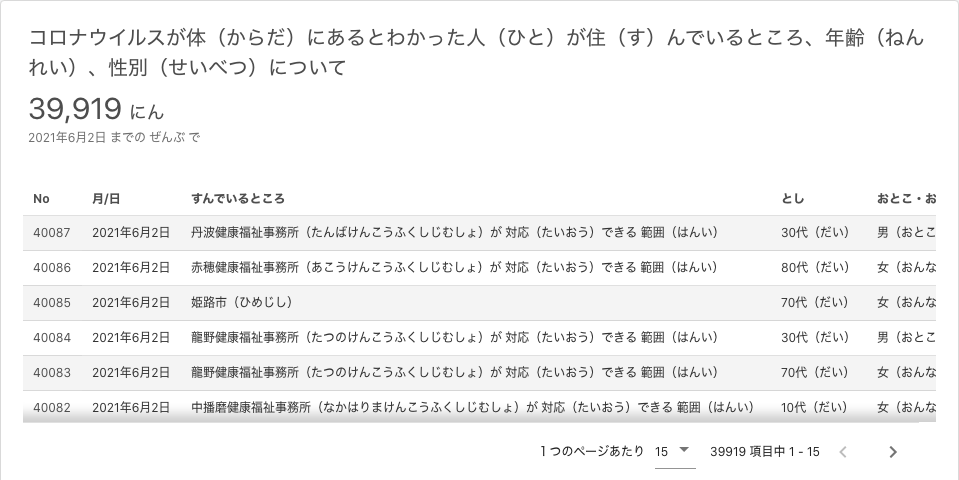 コロナウイルスが体（からだ）にあるとわかった人（ひと）が住（す）んでいるところ、年齢（ねん
れい）、性別（せいべつ）について
39,919 にん
2021年6月2日 までの ぜんぶ で
No 月/日 すんでいるところ とし おとこ・お
40087 2021年6月2日 丹波健康福祉事務所（たんばけんこうふくしじむしょ）が 対応（たいおう）できる 範囲（はんい） 30代（だい） 男（おとこ
40086 2021年6月2日 赤穂健康福祉事務所（あこうけんこうふくしじむしょ）が 対応（たいおう）できる 範囲（はんい） 80代（だい） 女（おんな
40085 2021年6月2日 姫路市（ひめじし） 70代（だい） 女（おんな
40084 2021年6月2日 龍野健康福祉事務所（たつのけんこうふくしじむしょ）が 対応（たいおう）できる 範囲（はんい） 30代（だい） 男（おとこ
40083 2021年6月2日 龍野健康福祉事務所（たつのけんこうふくしじむしょ）が 対応（たいおう）できる 範囲（はんい） 70代（だい） 女（おんな
40082 2021年6月2日 中播磨健康福祉事務所（なかはりまけんこうふくしじむしょ）が 対応（たいおう）できる 範囲（はんい） 10代（だい） 女（おんな
1 つのページあたり 15 39919 項目中 1 - 15